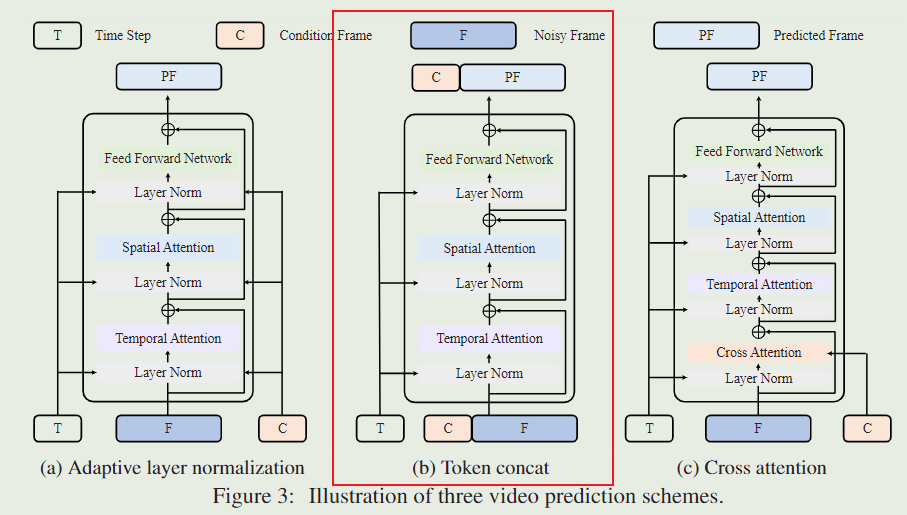 T Time Step C Condition Frame F Noisy Frame PF Predicted Frame
PF
Feed Forward Network
Layer Norm
Spatial Attention
Layer Norm
Temporal Attention
Layer Norm
T F C
(a) Adaptive layer normalization
C PF
Feed Forward Network
Layer Norm
Spatial Attention
Layer Norm
Temporal Attention
Layer Norm
T C F
(b) Token concat
PF
Feed Forward Network
Layer Norm
Spatial Attention
Layer Norm
Temporal Attention
Layer Norm
Cross Attention
Layer Norm
T F C
(c) Cross attention
Figure 3: Illustration of three video prediction schemes.